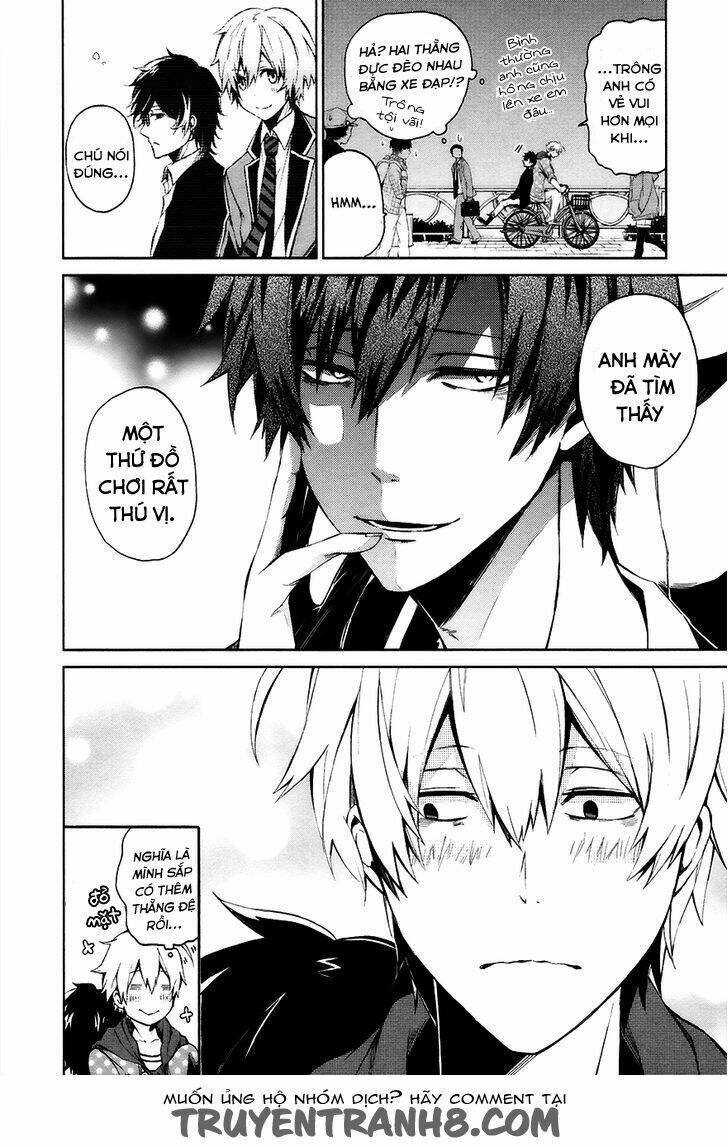 ...TRÔNG
ANH CÓ
VẺ VUI
HƠN MỌI
KHI...
Bình
thường
anh cũng
hổng chịu
lên xe em
đâu...
HẢ? HAI THẰNG
ĐỰC ĐÈO NHAU
BẰNG XE ĐẠP!?
Trông
tội vãi!
HMM...
CHÚ NÓI
ĐÚNG...
ANH MÀY
ĐÃ TÌM
THẤY
MỘT
THỨ ĐỒ
CHƠI RẤT
THÚ VỊ.
NGHĨA LÀ
MÌNH SẮP
CÓ THÊM
THẰNG ĐỆ
RỒI...
đỏ
mặt
MUỐN ỦNG HỘ NHÓM DỊCH? HÃY COMMENT TẠI
TRUYENTRANH8.COM